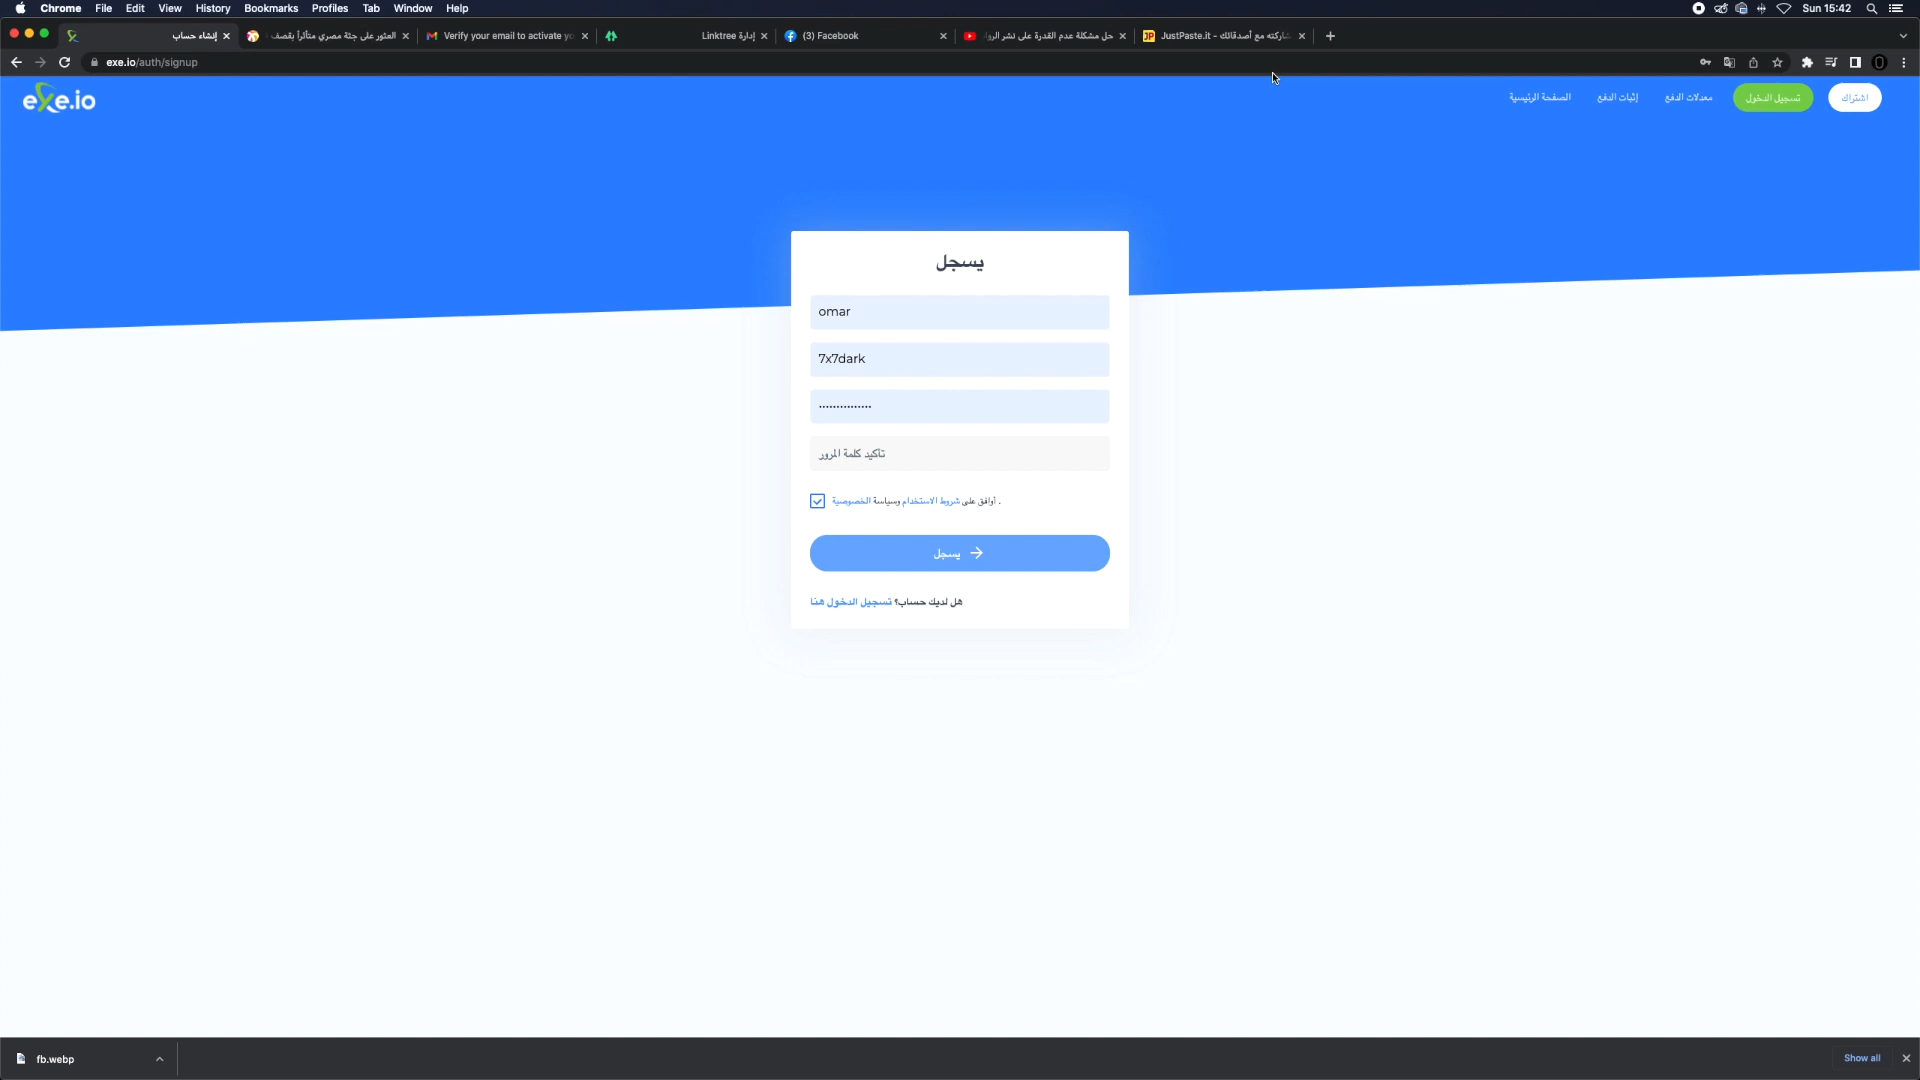 Chrome File Edit View History Bookmarks Profiles Tab Window Help Sun 15:42
إنشاء حساب
العثور على جثة مصري متأثراً بقصف
Verify your email to activate yo
إدارة Linktree
(3) Facebook
حل مشكلة عدم القدرة على نشر
JustPaste.it - شاركته مع أصدقائك
exe.io/auth/signup
exe.io
الصفحة الرئيسية
إثبات الدفع
معدلات الدفع
تسجيل الدخول
اشتراك
يسجل
omar
7x7dark
تأكيد كلمة المرور
أوافق على شروط الاستخدام وسياسة الخصوصية .
يسجل
هل لديك حساب؟ تسجيل الدخول هنا
fb.webp
Show all